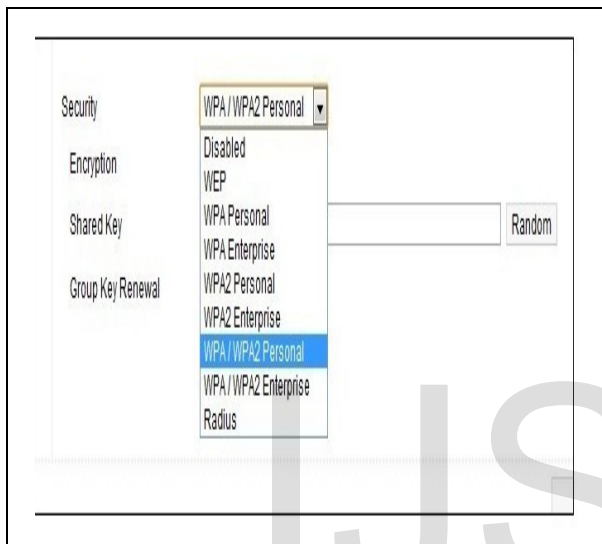 Security WPA / WPA2 Personal
Disabled
Encryption
WEP
WPA Personal
Shared Key Random
WPA Enterprise
WPA2 Personal
Group Key Renewal
WPA2 Enterprise
WPA / WPA2 Personal
WPA / WPA2 Enterprise
Radius
IJS